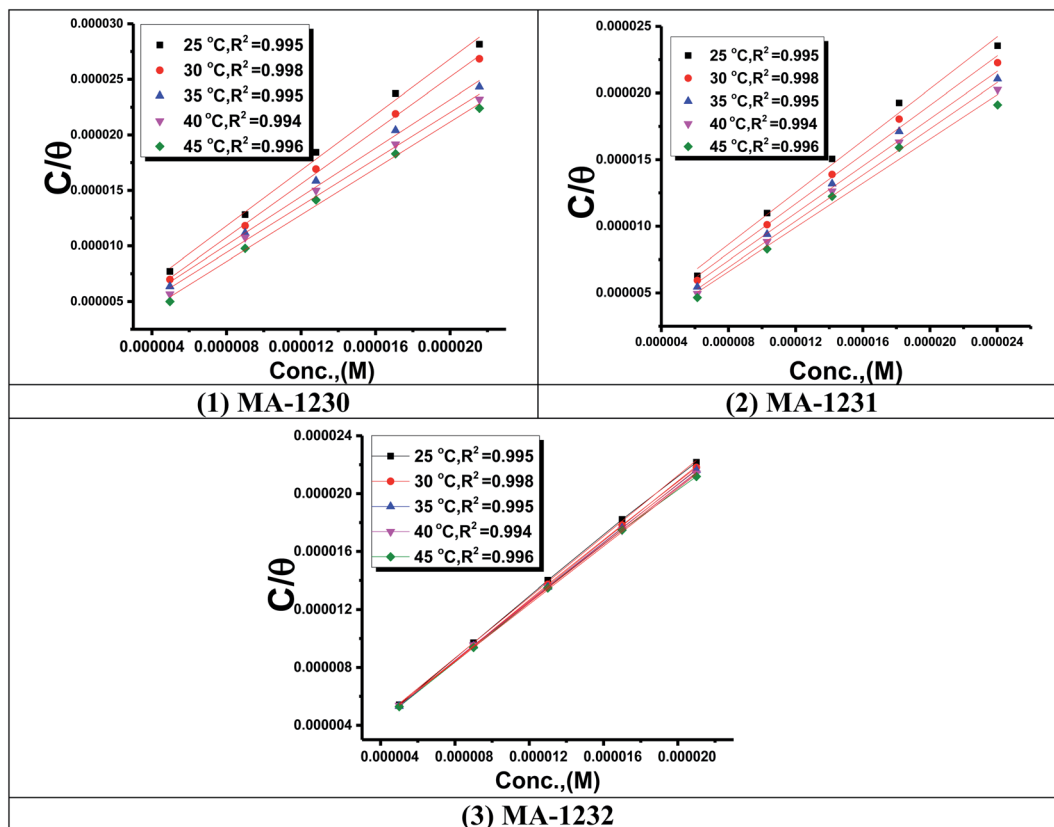 0.000030
0.000025
0.000020
0.000015
0.000010
0.000005
C/θ
25 °C,R²=0.995
30 °C,R²=0.998
35 °C,R²=0.995
40 °C,R²=0.994
45 °C,R²=0.996
0.000004 0.000008 0.000012 0.000016 0.000020
Conc.,(M)
(1) MA-1230
0.000020
0.000015
0.000010
0.000005
C/θ
25 °C,R²=0.995
30 °C,R²=0.998
35 °C,R²=0.995
40 °C,R²=0.994
45 °C,R²=0.996
0.000004 0.000008 0.000012 0.000016 0.000020 0.000024
Conc.,(M)
(2) MA-1231
0.000024
0.000020
0.000016
0.000012
0.000008
0.000004
C/θ
25 °C,R²=0.995
30 °C,R²=0.998
35 °C,R²=0.995
40 °C,R²=0.994
45 °C,R²=0.996
0.000004 0.000008 0.000012 0.000016 0.000020
Conc.,(M)
(3) MA-1232